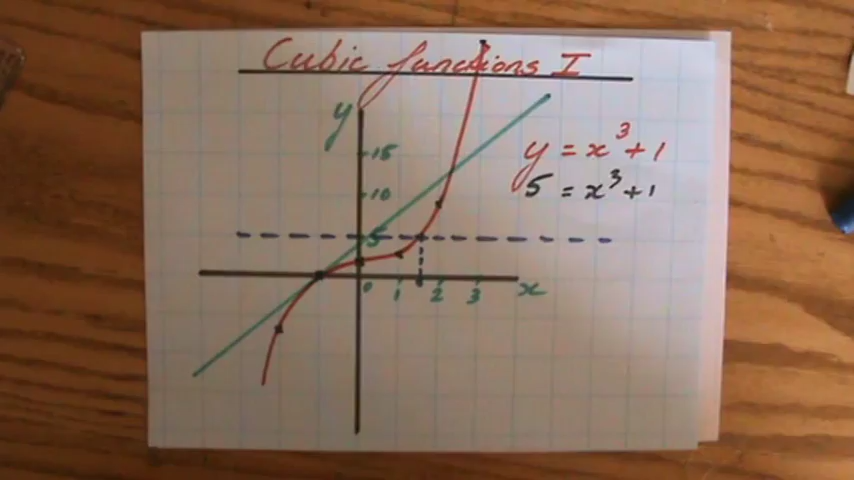 Cubic functions I
y
15
10
5
0 1 2 3 x
y = x³+1
5 = x³+1